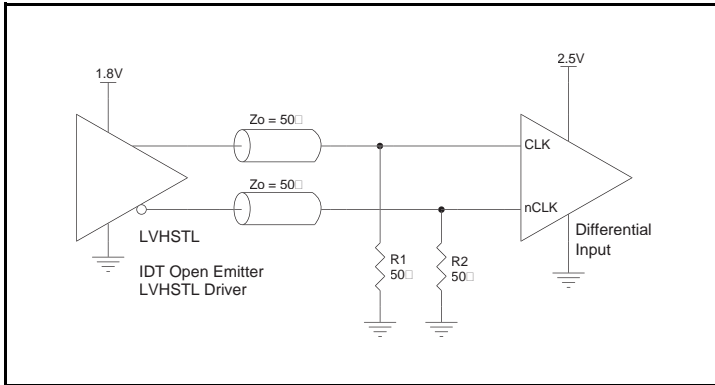 1.8V
2.5V
Zo = 50□
CLK
Zo = 50□
nCLK
LVHSTL
Differential
Input
IDT Open Emitter
LVHSTL Driver
R1
50□
R2
50□